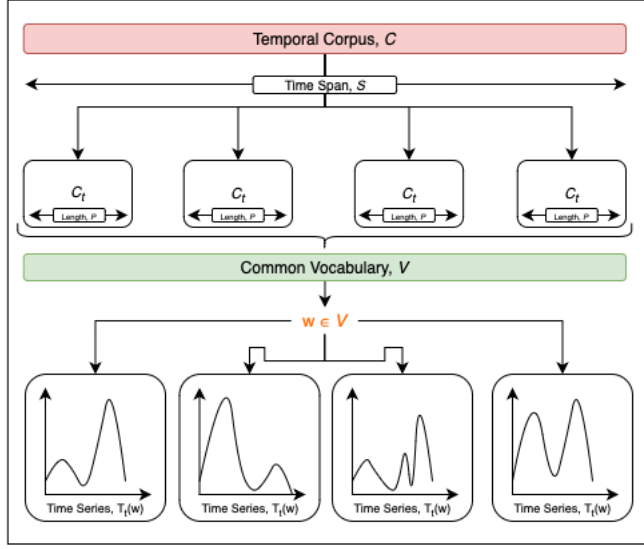 Temporal Corpus, C
Time Span, S
C_t C_t C_t C_t
Length, P Length, P Length, P Length, P
Common Vocabulary, V
w ∈ V
Time Series, T_t(w) Time Series, T_t(w) Time Series, T_t(w) Time Series, T_t(w)